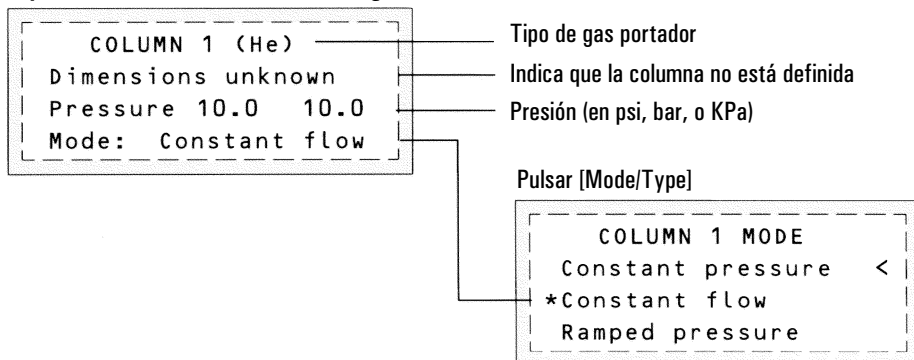 COLUMN 1 (He)
Dimensions unknown
Pressure 10.0 10.0
Mode: Constant flow
Tipo de gas portador
Indica que la columna no está definida
Presión (en psi, bar, o KPa)
Pulsar [Mode/Type]
COLUMN 1 MODE
Constant pressure <
*Constant flow
Ramped pressure